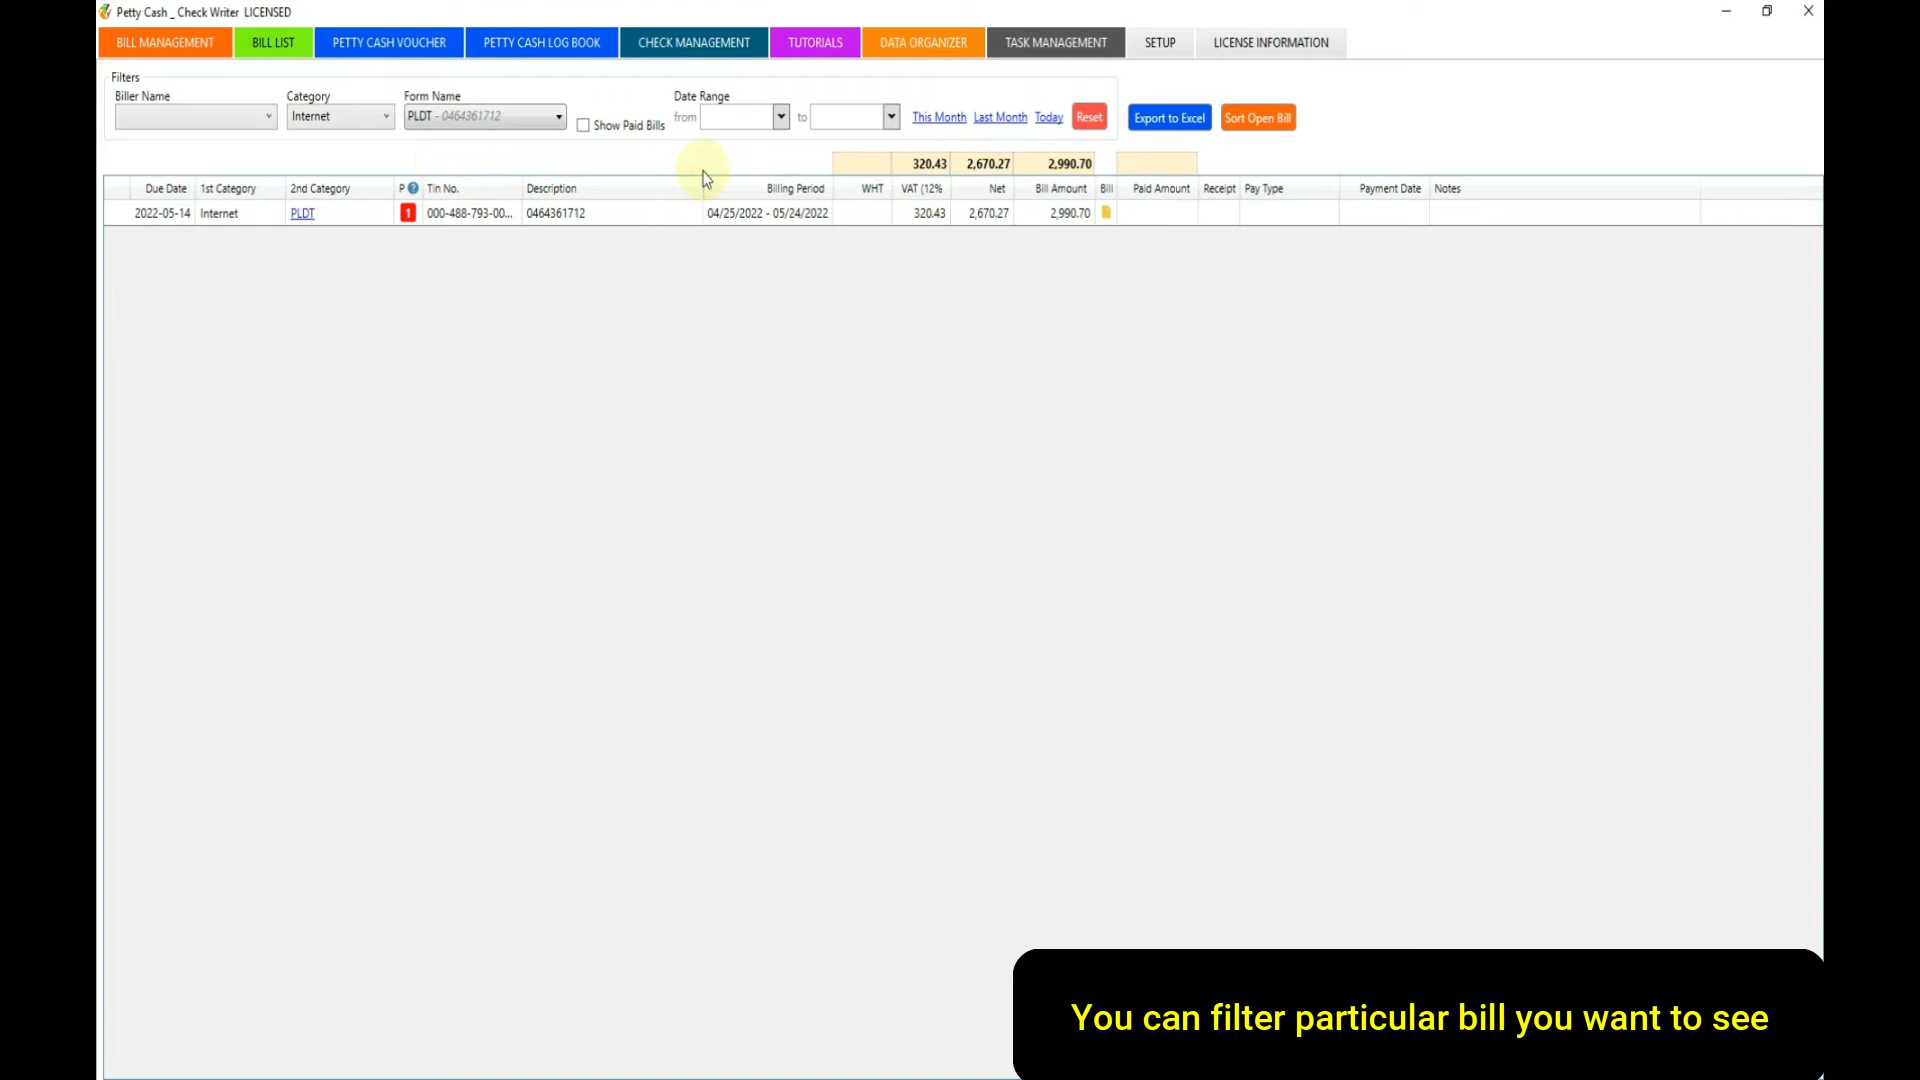 Petty Cash _ Check Writer LICENSED
BILL MANAGEMENT BILL LIST PETTY CASH VOUCHER PETTY CASH LOG BOOK CHECK MANAGEMENT TUTORIALS DATA ORGANIZER TASK MANAGEMENT SETUP LICENSE INFORMATION
Filters
Biller Name Category Form Name Date Range
Internet PLDT - 0464361712 Show Paid Bills from to This Month Last Month Today Reset Export to Excel Sort Open Bill
320.43 2,670.27 2,990.70
Due Date 1st Category 2nd Category P ? Tin No. Description Billing Period WHT VAT (12% Net Bill Amount Bill Paid Amount Receipt Pay Type Payment Date Notes
2022-05-14 Internet PLDT 1 000-488-793-00... 0464361712 04/25/2022 - 05/24/2022 320.43 2,670.27 2,990.70
You can filter particular bill you want to see